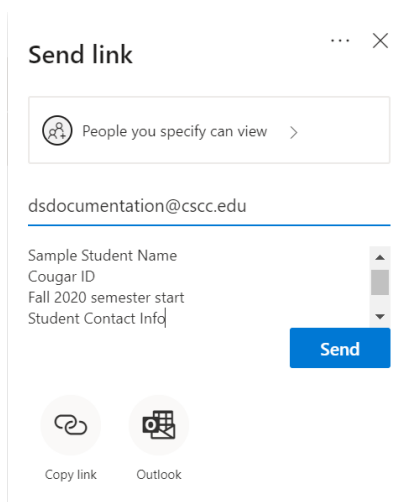 Send link
People you specify can view
dsdocumentation@cscc.edu
Sample Student Name
Cougar ID
Fall 2020 semester start
Student Contact Info
Send
Copy link
Outlook